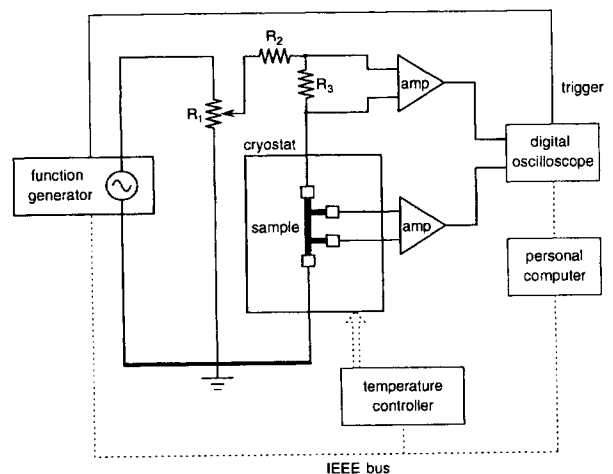 R2
R3
amp
trigger
R1
cryostat
digital
oscilloscope
function
generator
sample
amp
personal
computer
temperature
controller
IEEE bus